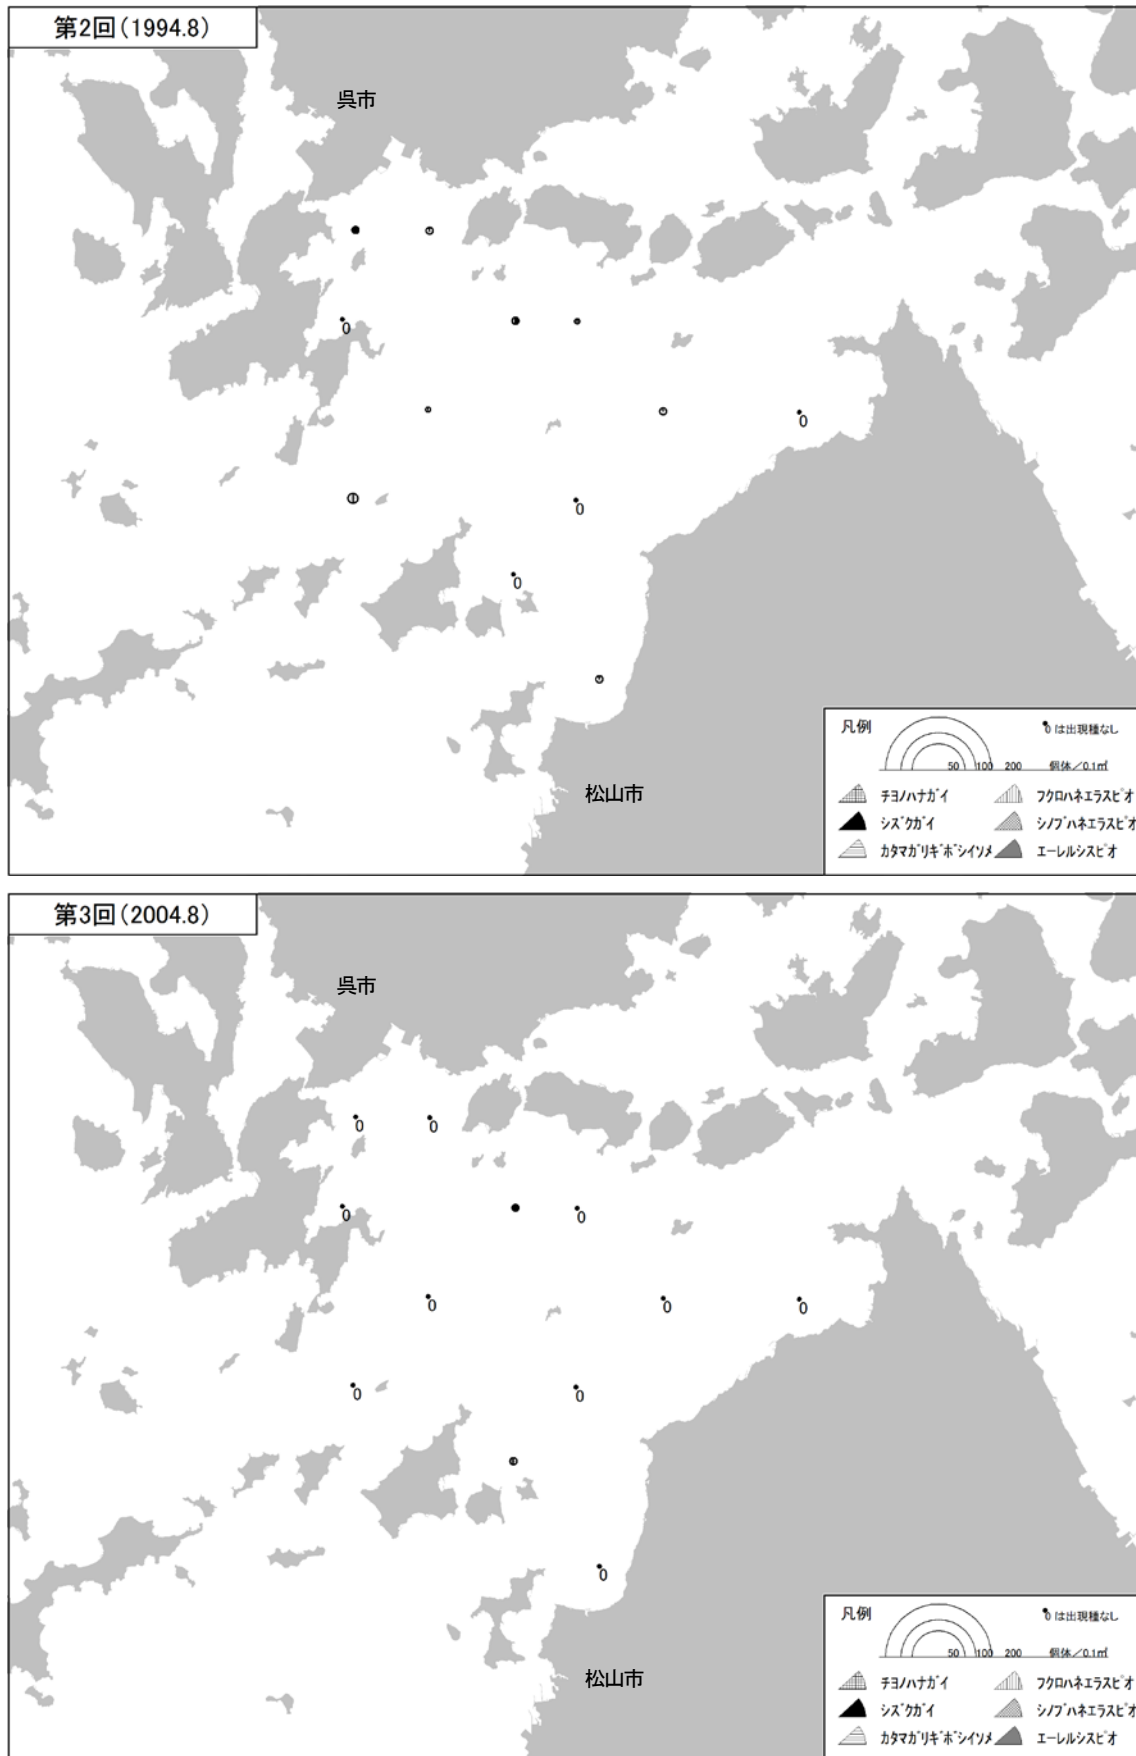 第2回(1994.8)
呉市
0
0
0
0
松山市
凡例
0 は出現種なし
50 100 200 個体/0.1㎡
チヨノハナガイ フクロハネエラスピオ
シズクガイ シノブハネエラスピオ
カタマガリギボシイソメ エーレルシスピオ
第3回(2004.8)
呉市
0 0
0 0
0 0 0
0 0
0
松山市
凡例
0 は出現種なし
50 100 200 個体/0.1㎡
チヨノハナガイ フクロハネエラスピオ
シズクガイ シノブハネエラスピオ
カタマガリギボシイソメ エーレルシスピオ